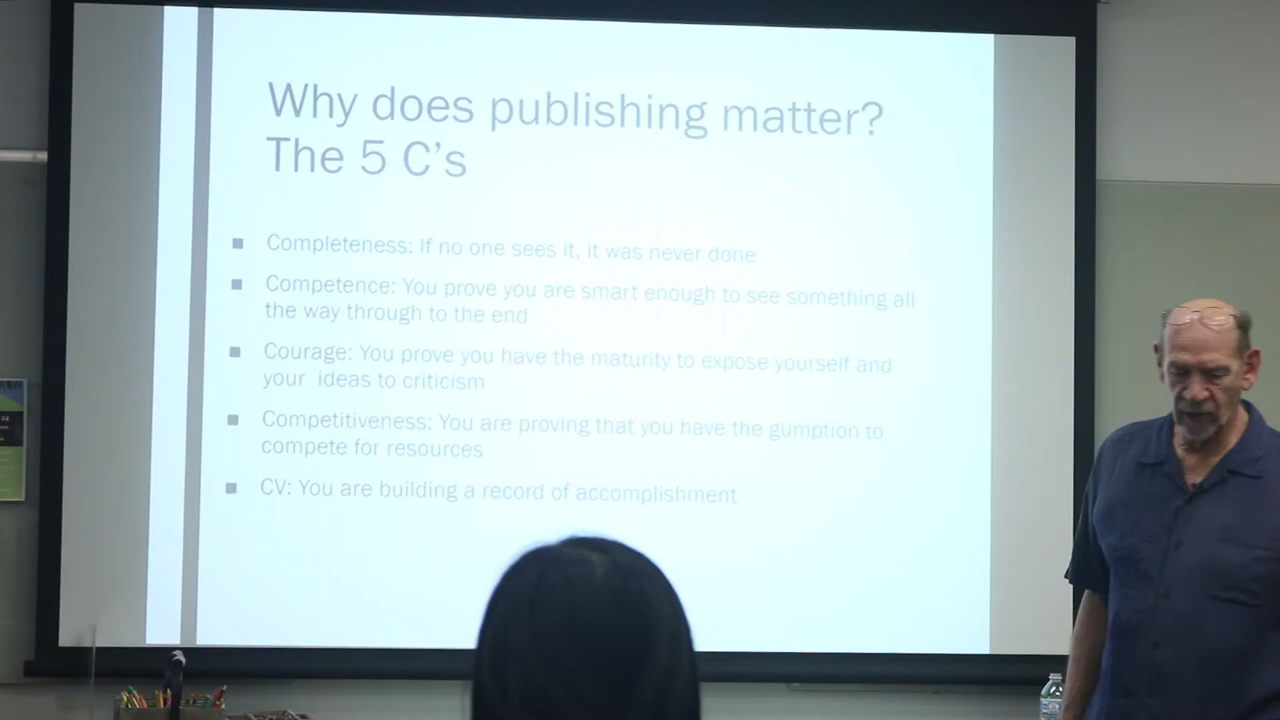 Why does publishing matter?
The 5 C's
Completeness: If no one sees it, it was never done
Competence: You prove you are smart enough to see something all
the way through to the end
Courage: You prove you have the maturity to expose yourself and
your ideas to criticism
Competitiveness: You are proving that you have the gumption to
compete for resources
CV: You are building a record of accomplishment